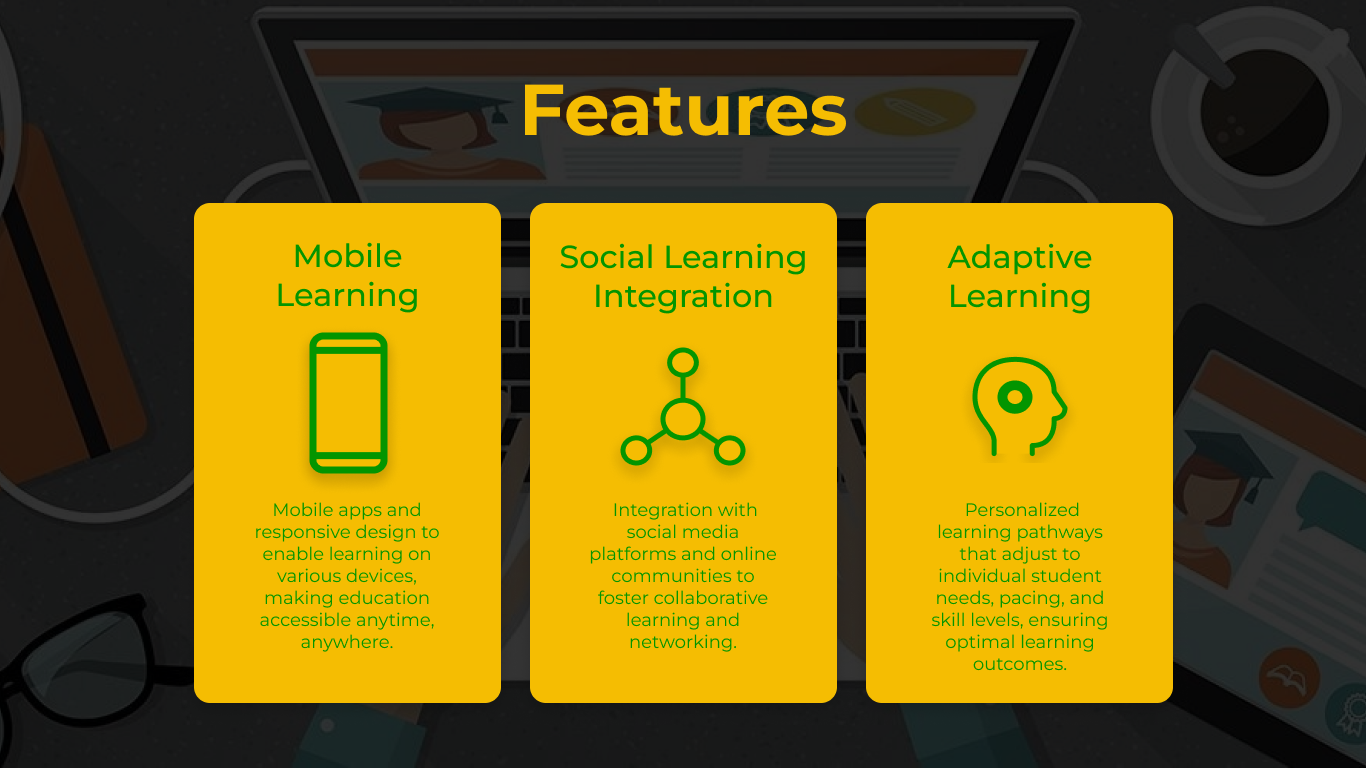 Features
Mobile
Learning
Mobile apps and
responsive design to
enable learning on
various devices,
making education
accessible anytime,
anywhere.
Social Learning
Integration
Integration with
social media
platforms and online
communities to
foster collaborative
learning and
networking.
Adaptive
Learning
Personalized
learning pathways
that adjust to
individual student
needs, pacing, and
skill levels, ensuring
optimal learning
outcomes.